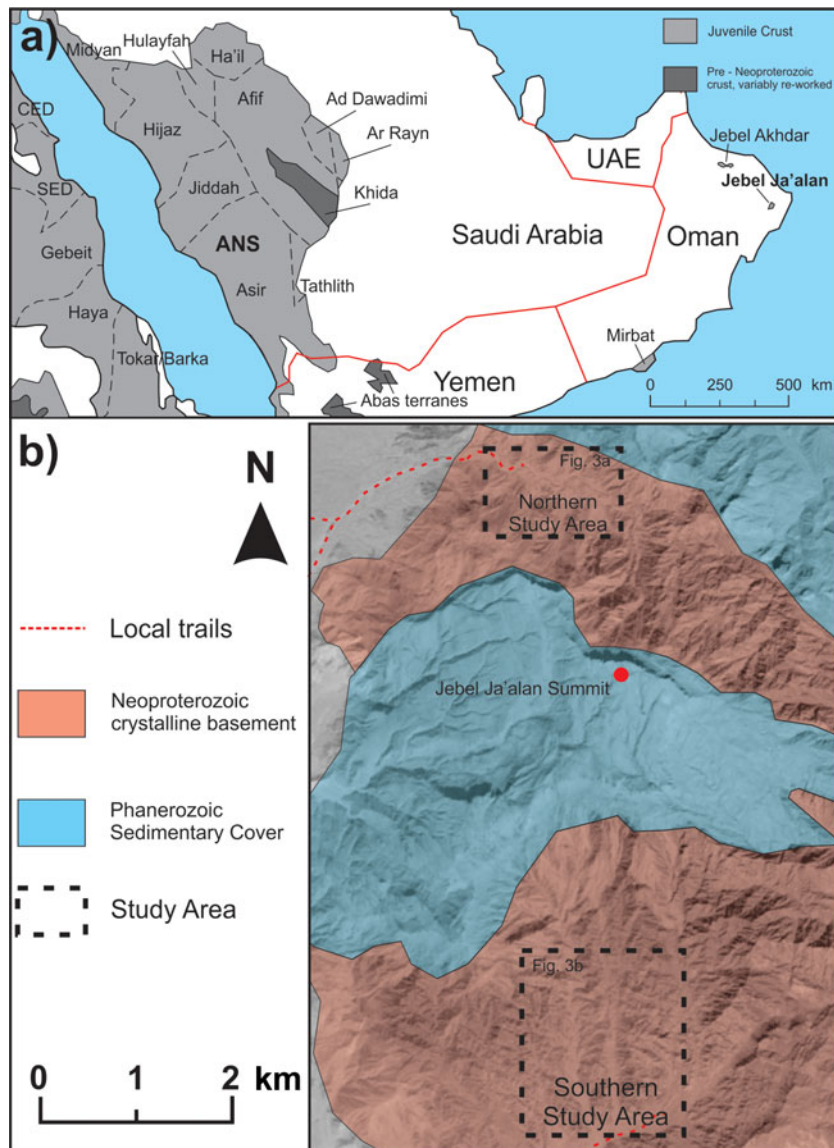 a)
Midyan
Hulayfah
Ha'il
Afif
Ad Dawadimi
Ar Rayn
CED
Hijaz
SED
Jiddah
Khida
Gebeit
ANS
Haya
Asir
Tathlith
Tokar/Barka
Abas terranes
Juvenile Crust
Pre - Neoproterozoic
crust, variably re-worked
UAE
Jebel Akhdar
Jebel Ja'alan
Saudi Arabia
Oman
Mirbat
Yemen
0 250 500
km
b)
N
Local trails
Neoproterozoic
crystalline basement
Phanerozoic
Sedimentary Cover
Study Area
0 1 2 km
Fig. 3a
Northern
Study Area
Jebel Ja'alan Summit
Fig. 3b
Southern
Study Area